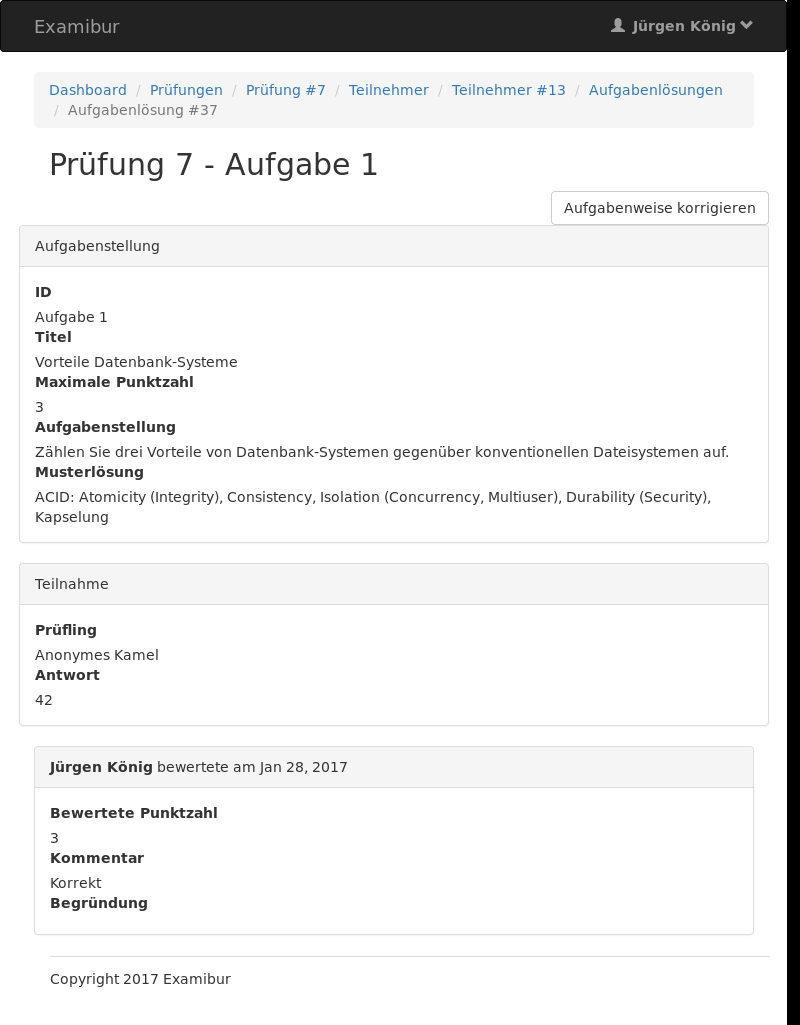 Examibur
Jürgen König
Dashboard / Prüfungen / Prüfung #7 / Teilnehmer / Teilnehmer #13 / Aufgabenlösungen
/ Aufgabenlösung #37
Prüfung 7 - Aufgabe 1
Aufgabenweise korrigieren
Aufgabenstellung
ID
Aufgabe 1
Titel
Vorteile Datenbank-Systeme
Maximale Punktzahl
3
Aufgabenstellung
Zählen Sie drei Vorteile von Datenbank-Systemen gegenüber konventionellen Dateisystemen auf.
Musterlösung
ACID: Atomicity (Integrity), Consistency, Isolation (Concurrency, Multiuser), Durability (Security),
Kapselung
Teilnahme
Prüfling
Anonymes Kamel
Antwort
42
Jürgen König bewertete am Jan 28, 2017
Bewertete Punktzahl
3
Kommentar
Korrekt
Begründung
Copyright 2017 Examibur